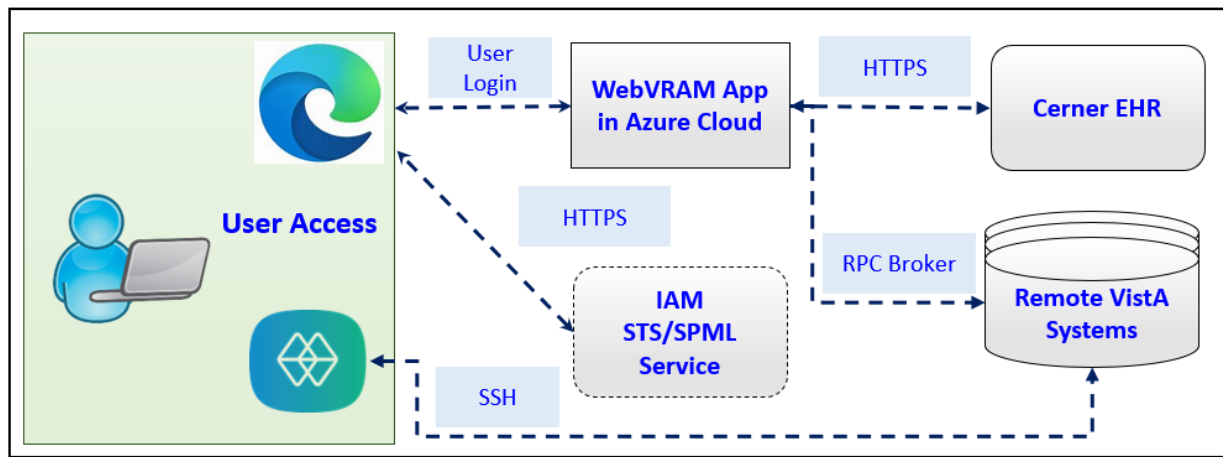 User
Login
WebVRAM App
in Azure Cloud
HTTPS
Cerner EHR
User Access
HTTPS
RPC Broker
IAM
STS/SPML
Service
Remote VistA
Systems
SSH